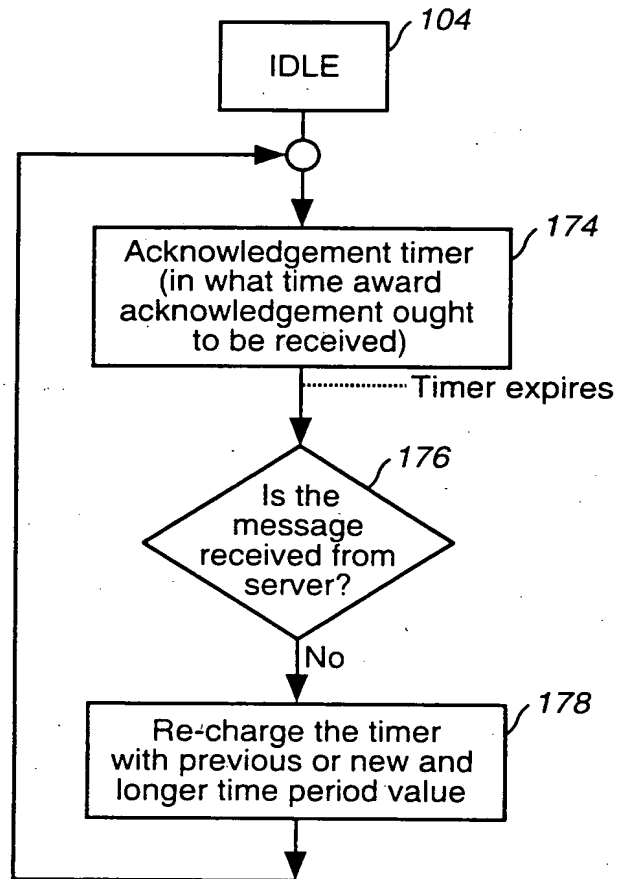 104
IDLE
174
Acknowledgement timer
(in what time award
acknowledgement ought
to be received)
Timer expires
176
Is the
message
received from
server?
No
178
Re-charge the timer
with previous or new and
longer time period value